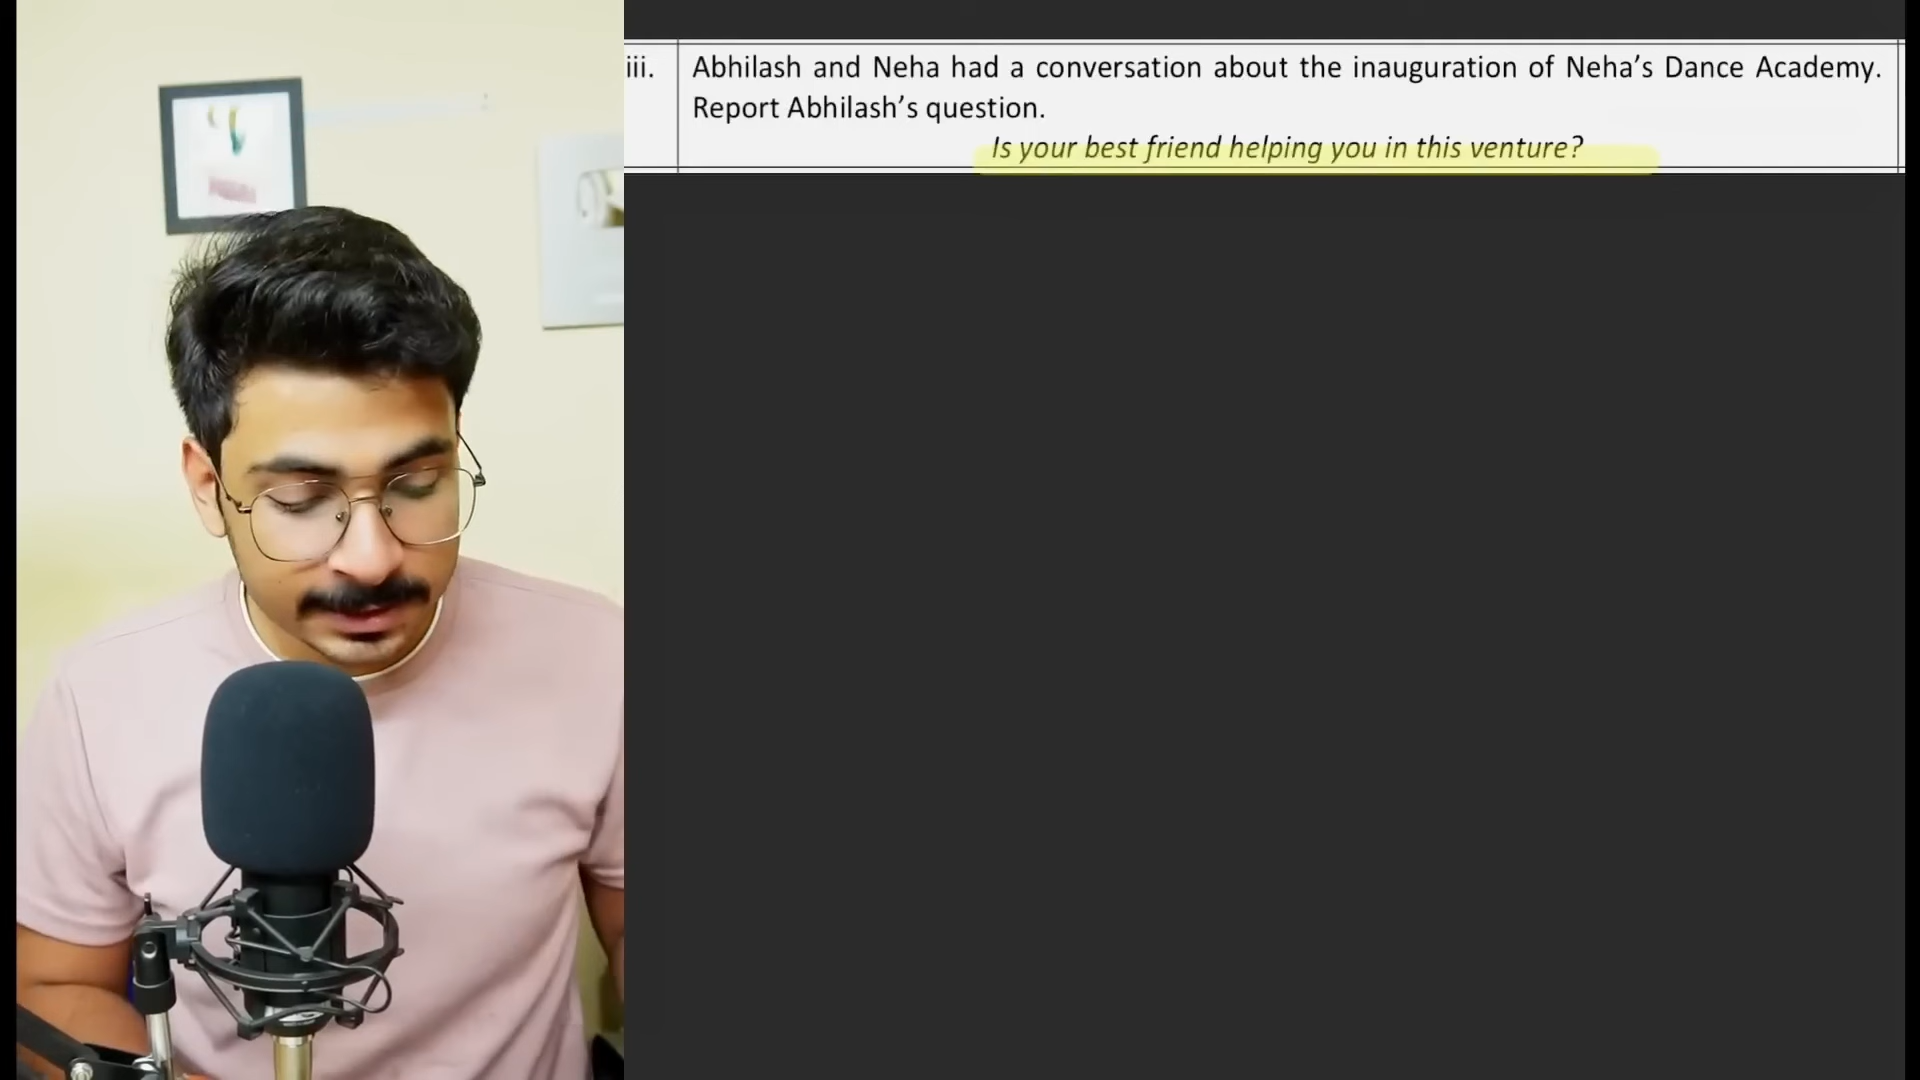 iii. Abhilash and Neha had a conversation about the inauguration of Neha’s Dance Academy.
Report Abhilash’s question.
Is your best friend helping you in this venture?